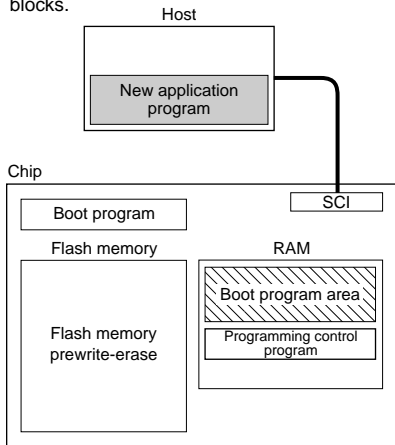 blocks.
Host
New application
program
Chip
SCI
Boot program
Flash memory
RAM
Boot program area
Flash memory
prewrite-erase
Programming control
program